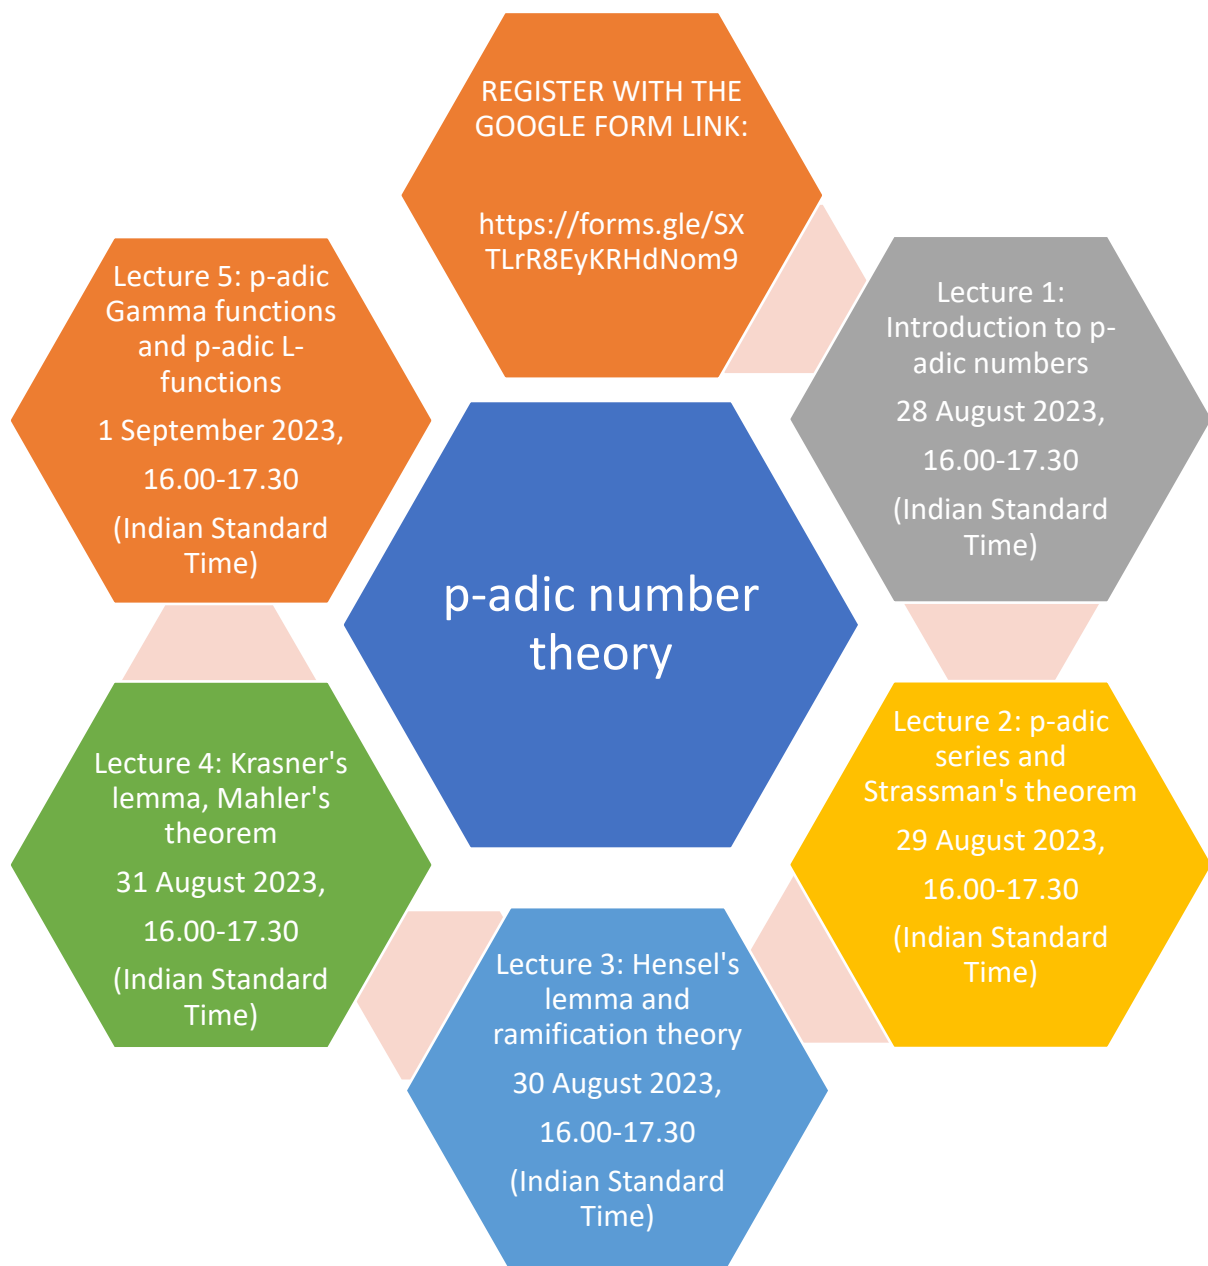 REGISTER WITH THE
GOOGLE FORM LINK:
https://forms.gle/SX
TLrR8EyKRHdNom9
Lecture 1:
Introduction to p-
adic numbers
28 August 2023,
16.00-17.30
(Indian Standard
Time)
Lecture 2: p-adic
series and
Strassman's theorem
29 August 2023,
16.00-17.30
(Indian Standard
Time)
Lecture 3: Hensel's
lemma and
ramification theory
30 August 2023,
16.00-17.30
(Indian Standard
Time)
Lecture 4: Krasner's
lemma, Mahler's
theorem
31 August 2023,
16.00-17.30
(Indian Standard
Time)
Lecture 5: p-adic
Gamma functions
and p-adic L-
functions
1 September 2023,
16.00-17.30
(Indian Standard
Time)
p-adic number
theory